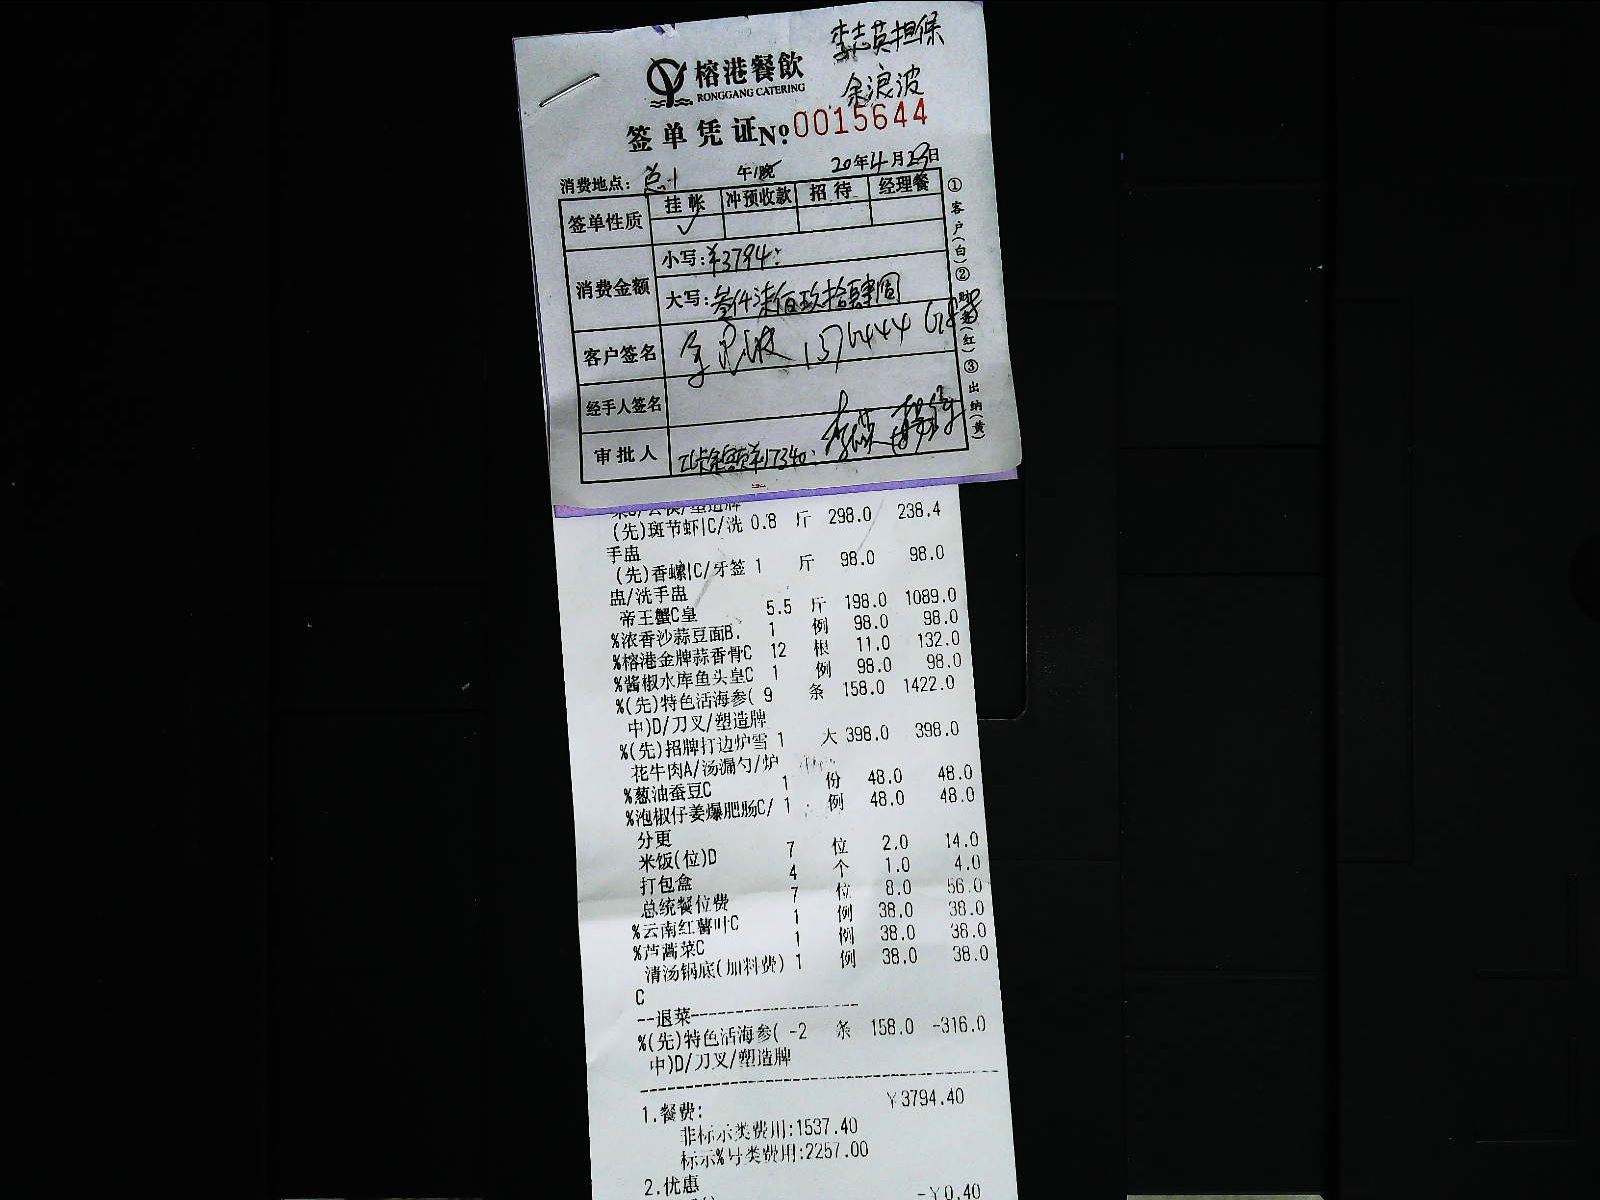 李志英担保
余浪波
榕港餐飲
RONGGANG CATERING
签单凭证 No. 0015644
消费地点: 午/晚 20年4月29日
签单性质 挂帐 冲预收款 招待 经理餐
✓
消费金额 小写:¥3794.
大写:叁仟柒佰玖拾肆圆
客户签名
经手人签名
审批人
①客户(白)②财务(红)③出纳(黄)
(先)斑节虾|C/洗 0.8 斤 298.0 238.4
手盅
(先)香螺|C/牙签 1 斤 98.0 98.0
盅/洗手盅
帝王蟹C皇 5.5 斤 198.0 1089.0
%浓香沙蒜豆面B. 1 例 98.0 98.0
%榕港金牌蒜香骨C 12 根 11.0 132.0
%酱椒水库鱼头皇C 1 例 98.0 98.0
%(先)特色活海参( 9 条 158.0 1422.0
中)D/刀叉/塑造牌
%(先)招牌打边炉雪 1 大 398.0 398.0
花牛肉A/汤漏勺/炉
%葱油蚕豆C 1 份 48.0 48.0
%泡椒仔姜爆肥肠C/ 1 例 48.0 48.0
分更
米饭(位)D 7 位 2.0 14.0
打包盒 4 个 1.0 4.0
总统餐位费 7 位 8.0 56.0
%云南红薯叶C 1 例 38.0 38.0
%芦蒿菜C 1 例 38.0 38.0
清汤锅底(加料费) 1 例 38.0 38.0
C
--退菜--------------------
%(先)特色活海参( -2 条 158.0 -316.0
中)D/刀叉/塑造牌
1.餐费: ¥3794.40
非标示类费用:1537.40
标示%号类费用:2257.00
2.优惠 -¥0.40